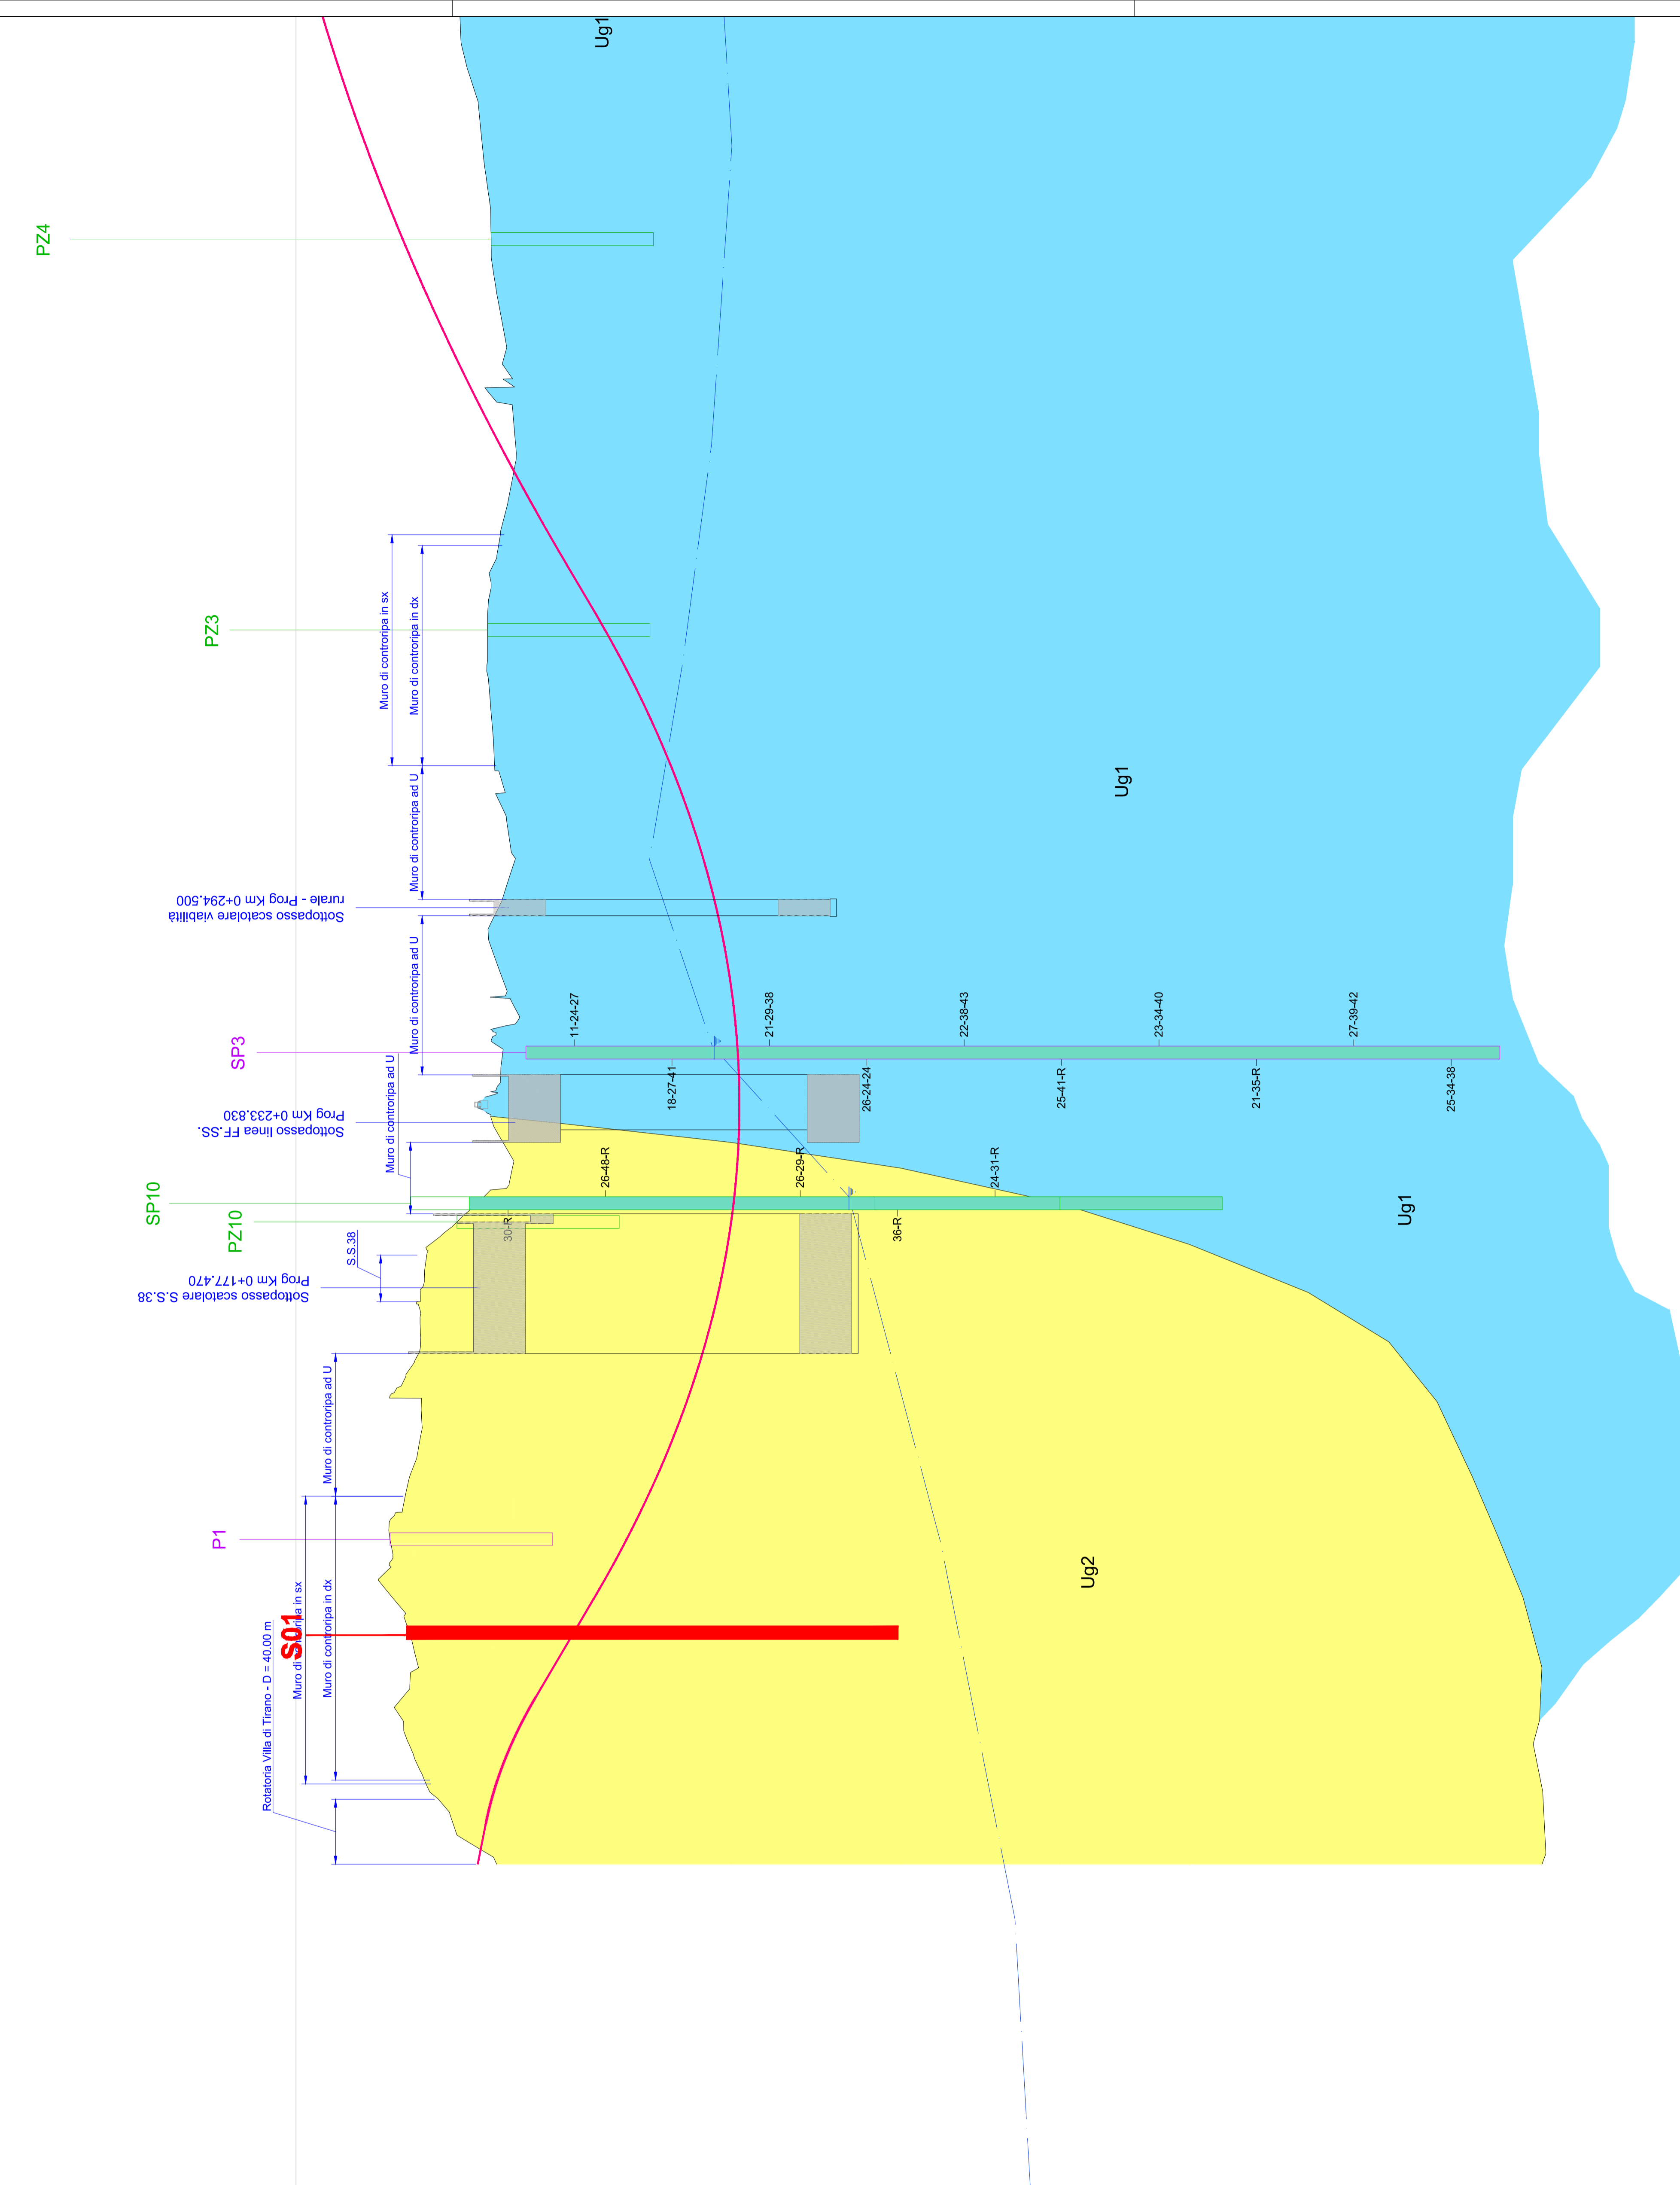 Ug1
PZ4
PZ3
Muro di controripa in sx
Muro di controripa in dx
Muro di controripa ad U
Ug1
Sottopasso scatolare viabilità
rurale - Prog Km 0+294.500
Muro di controripa ad U
SP3
11-24-27
21-29-38
22-38-43
23-34-40
27-39-42
18-27-41
26-24-24
25-41-R
21-35-R
25-34-38
Muro di controripa ad U
Sottopasso linea FF.SS.
Prog Km 0+233.830
SP10
26-48-R
26-29-R
24-31-R
30-R
36-R
Ug1
PZ10
S.S.38
Sottopasso scatolare S.S.38
Prog Km 0+177.470
Muro di controripa ad U
P1
Ug2
S01
Muro di controripa in sx
Muro di controripa in dx
Rotatoria Villa di Tirano - D = 40.00 m